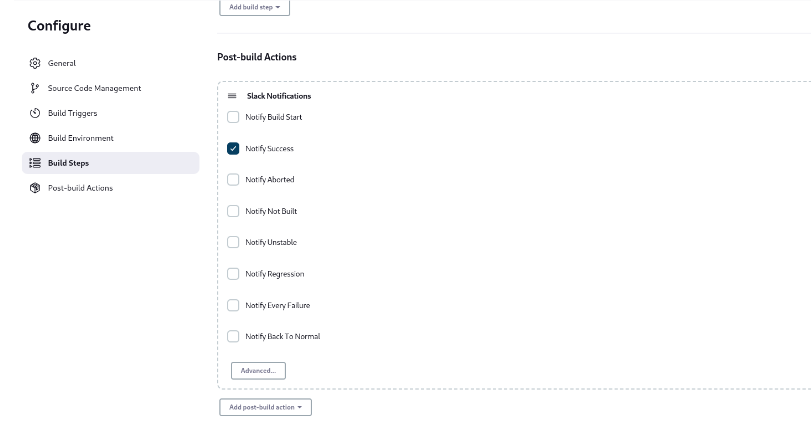 Add build step
Configure
Post-build Actions
General
Slack Notifications
Source Code Management
Notify Build Start
Build Triggers
Notify Success
Build Environment
Build Steps
Notify Aborted
Post-build Actions
Notify Not Built
Notify Unstable
Notify Regression
Notify Every Failure
Notify Back To Normal
Advanced...
Add post-build action